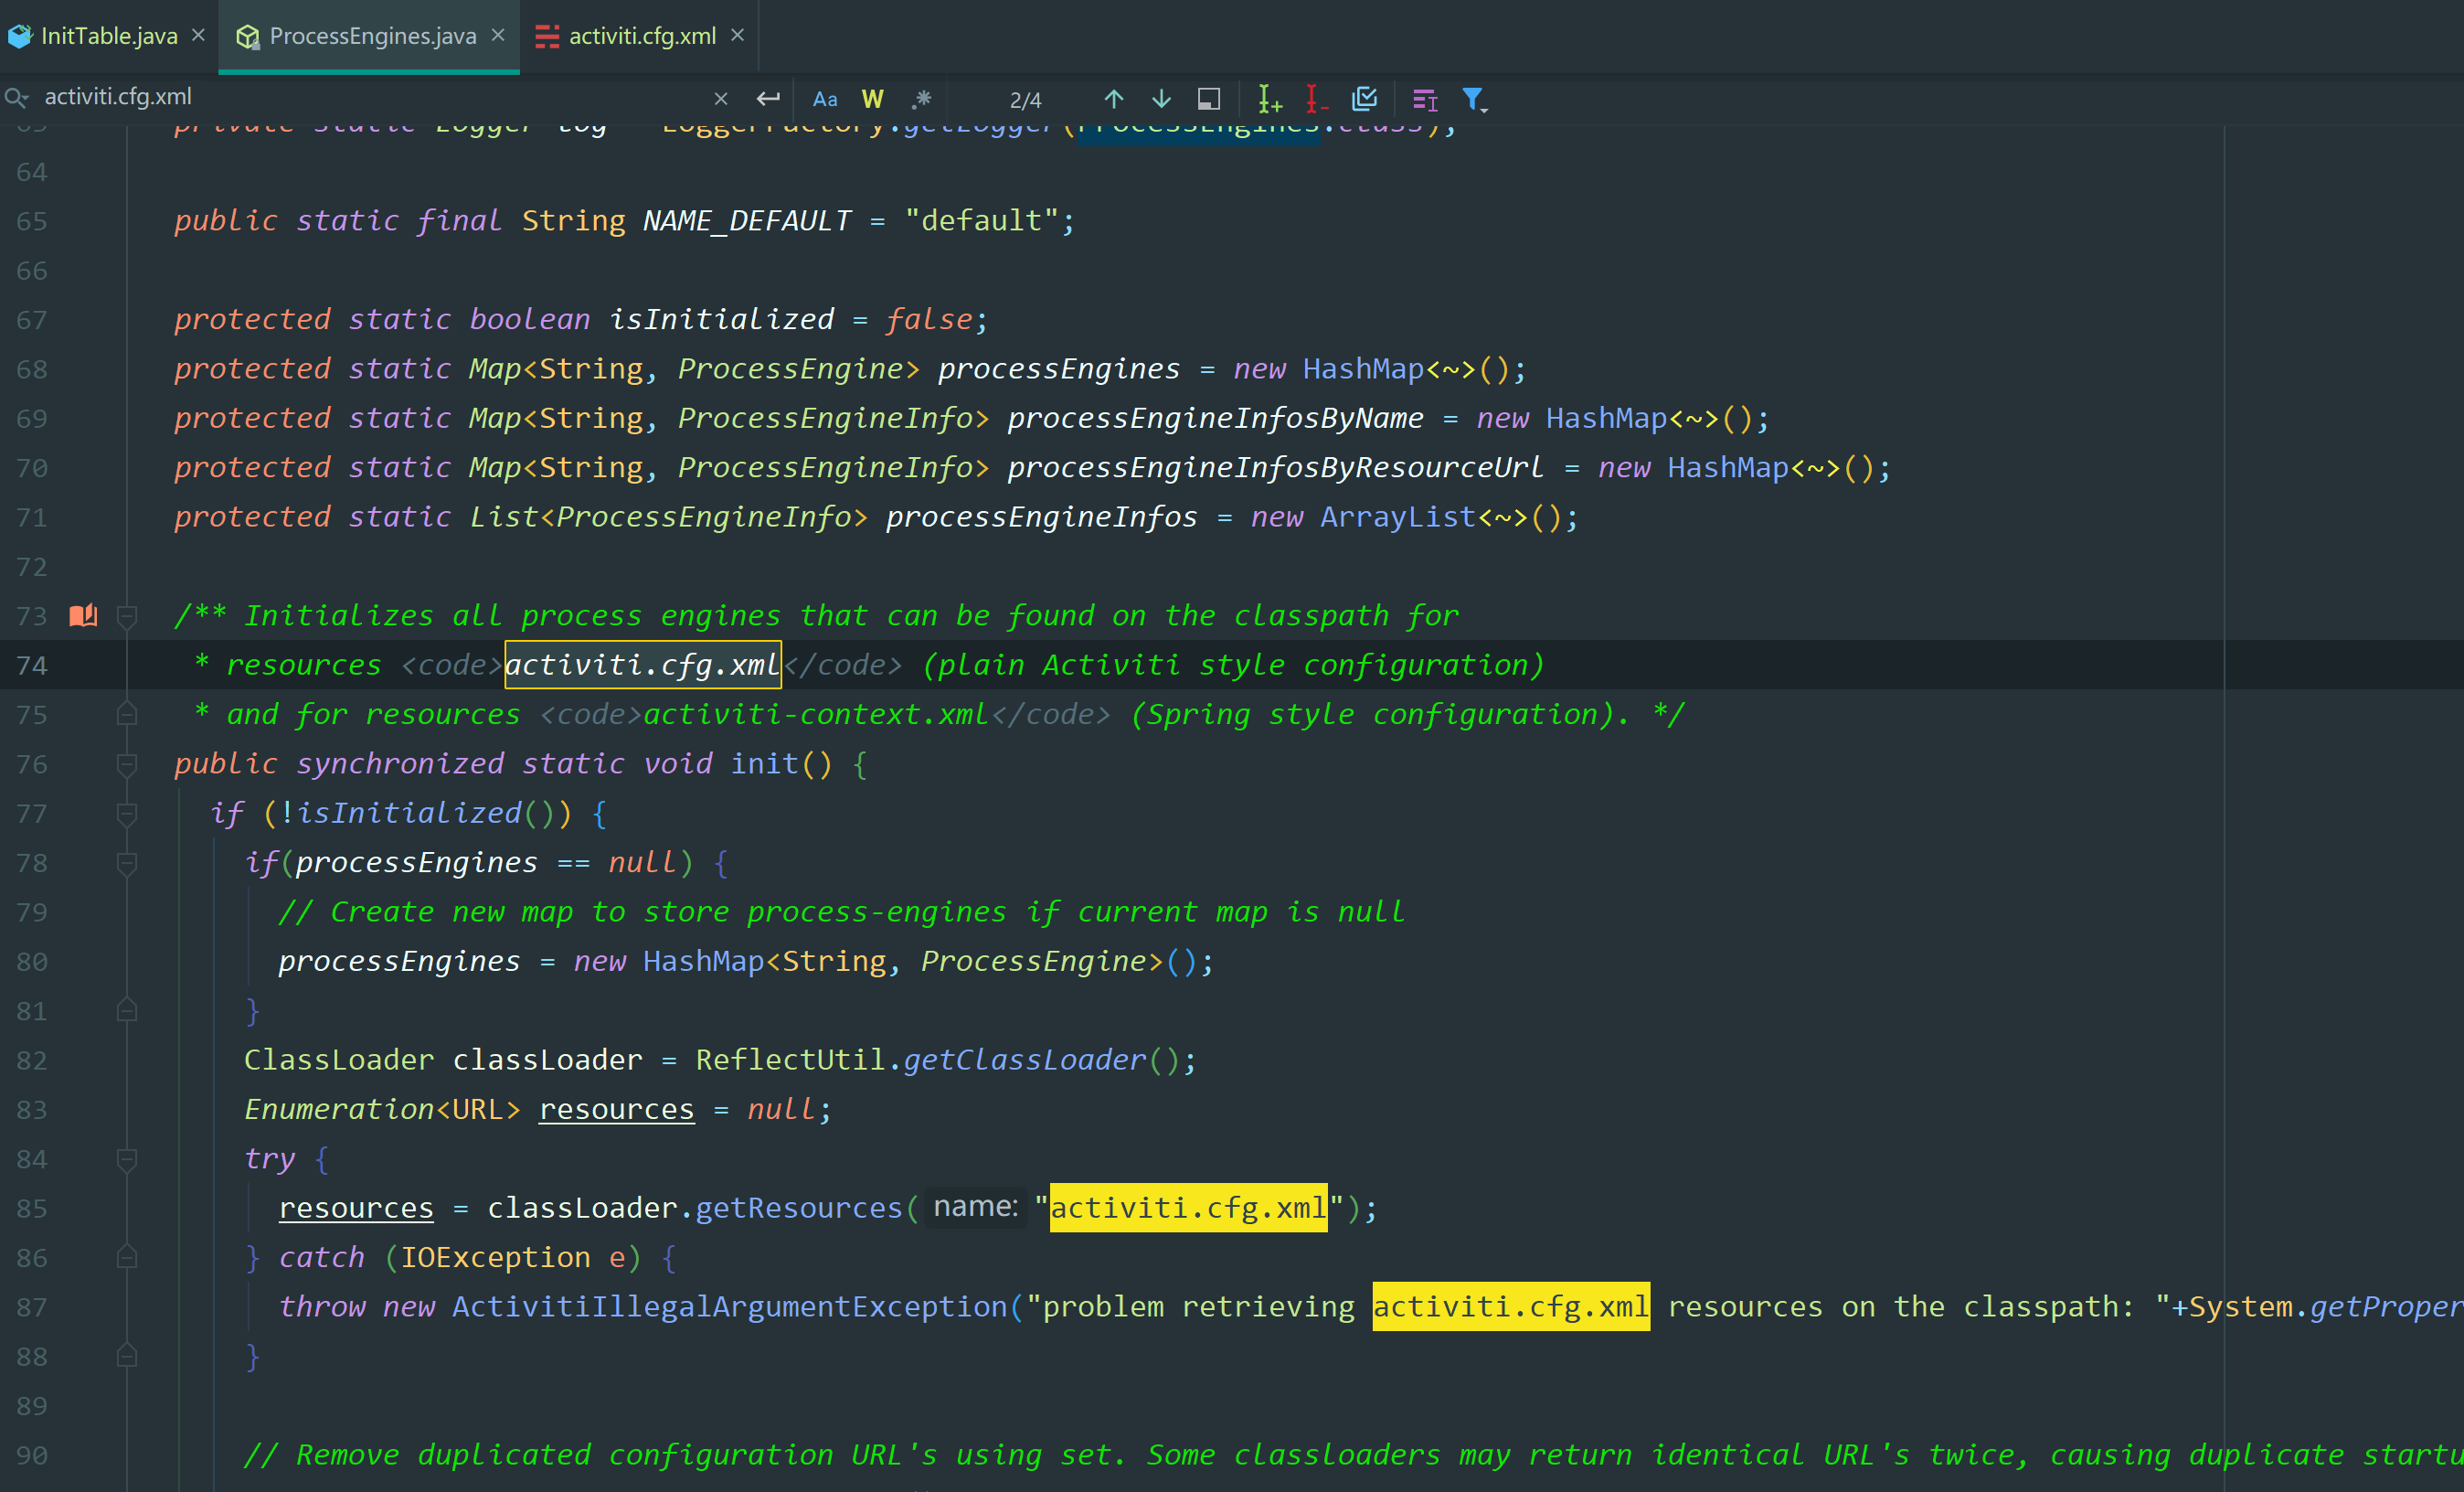 InitTable.java ProcessEngines.java activiti.cfg.xml
activiti.cfg.xml Aa W .* 2/4
63 private static Logger log LoggerFactory.getLogger(ProcessEngines.class);
64
65 public static final String NAME_DEFAULT = "default";
66
67 protected static boolean isInitialized = false;
68 protected static Map<String, ProcessEngine> processEngines = new HashMap<~>();
69 protected static Map<String, ProcessEngineInfo> processEngineInfosByName = new HashMap<~>();
70 protected static Map<String, ProcessEngineInfo> processEngineInfosByResourceUrl = new HashMap<~>();
71 protected static List<ProcessEngineInfo> processEngineInfos = new ArrayList<~>();
72
73 /** Initializes all process engines that can be found on the classpath for
74 * resources <code>activiti.cfg.xml</code> (plain Activiti style configuration)
75 * and for resources <code>activiti-context.xml</code> (Spring style configuration). */
76 public synchronized static void init() {
77 if (!isInitialized()) {
78 if(processEngines == null) {
79 // Create new map to store process-engines if current map is null
80 processEngines = new HashMap<String, ProcessEngine>();
81 }
82 ClassLoader classLoader = ReflectUtil.getClassLoader();
83 Enumeration<URL> resources = null;
84 try {
85 resources = classLoader.getResources( name: "activiti.cfg.xml");
86 } catch (IOException e) {
87 throw new ActivitiIllegalArgumentException("problem retrieving activiti.cfg.xml resources on the classpath: "+System.getProper
88 }
89
90 // Remove duplicated configuration URL's using set. Some classloaders may return identical URL's twice, causing duplicate startu